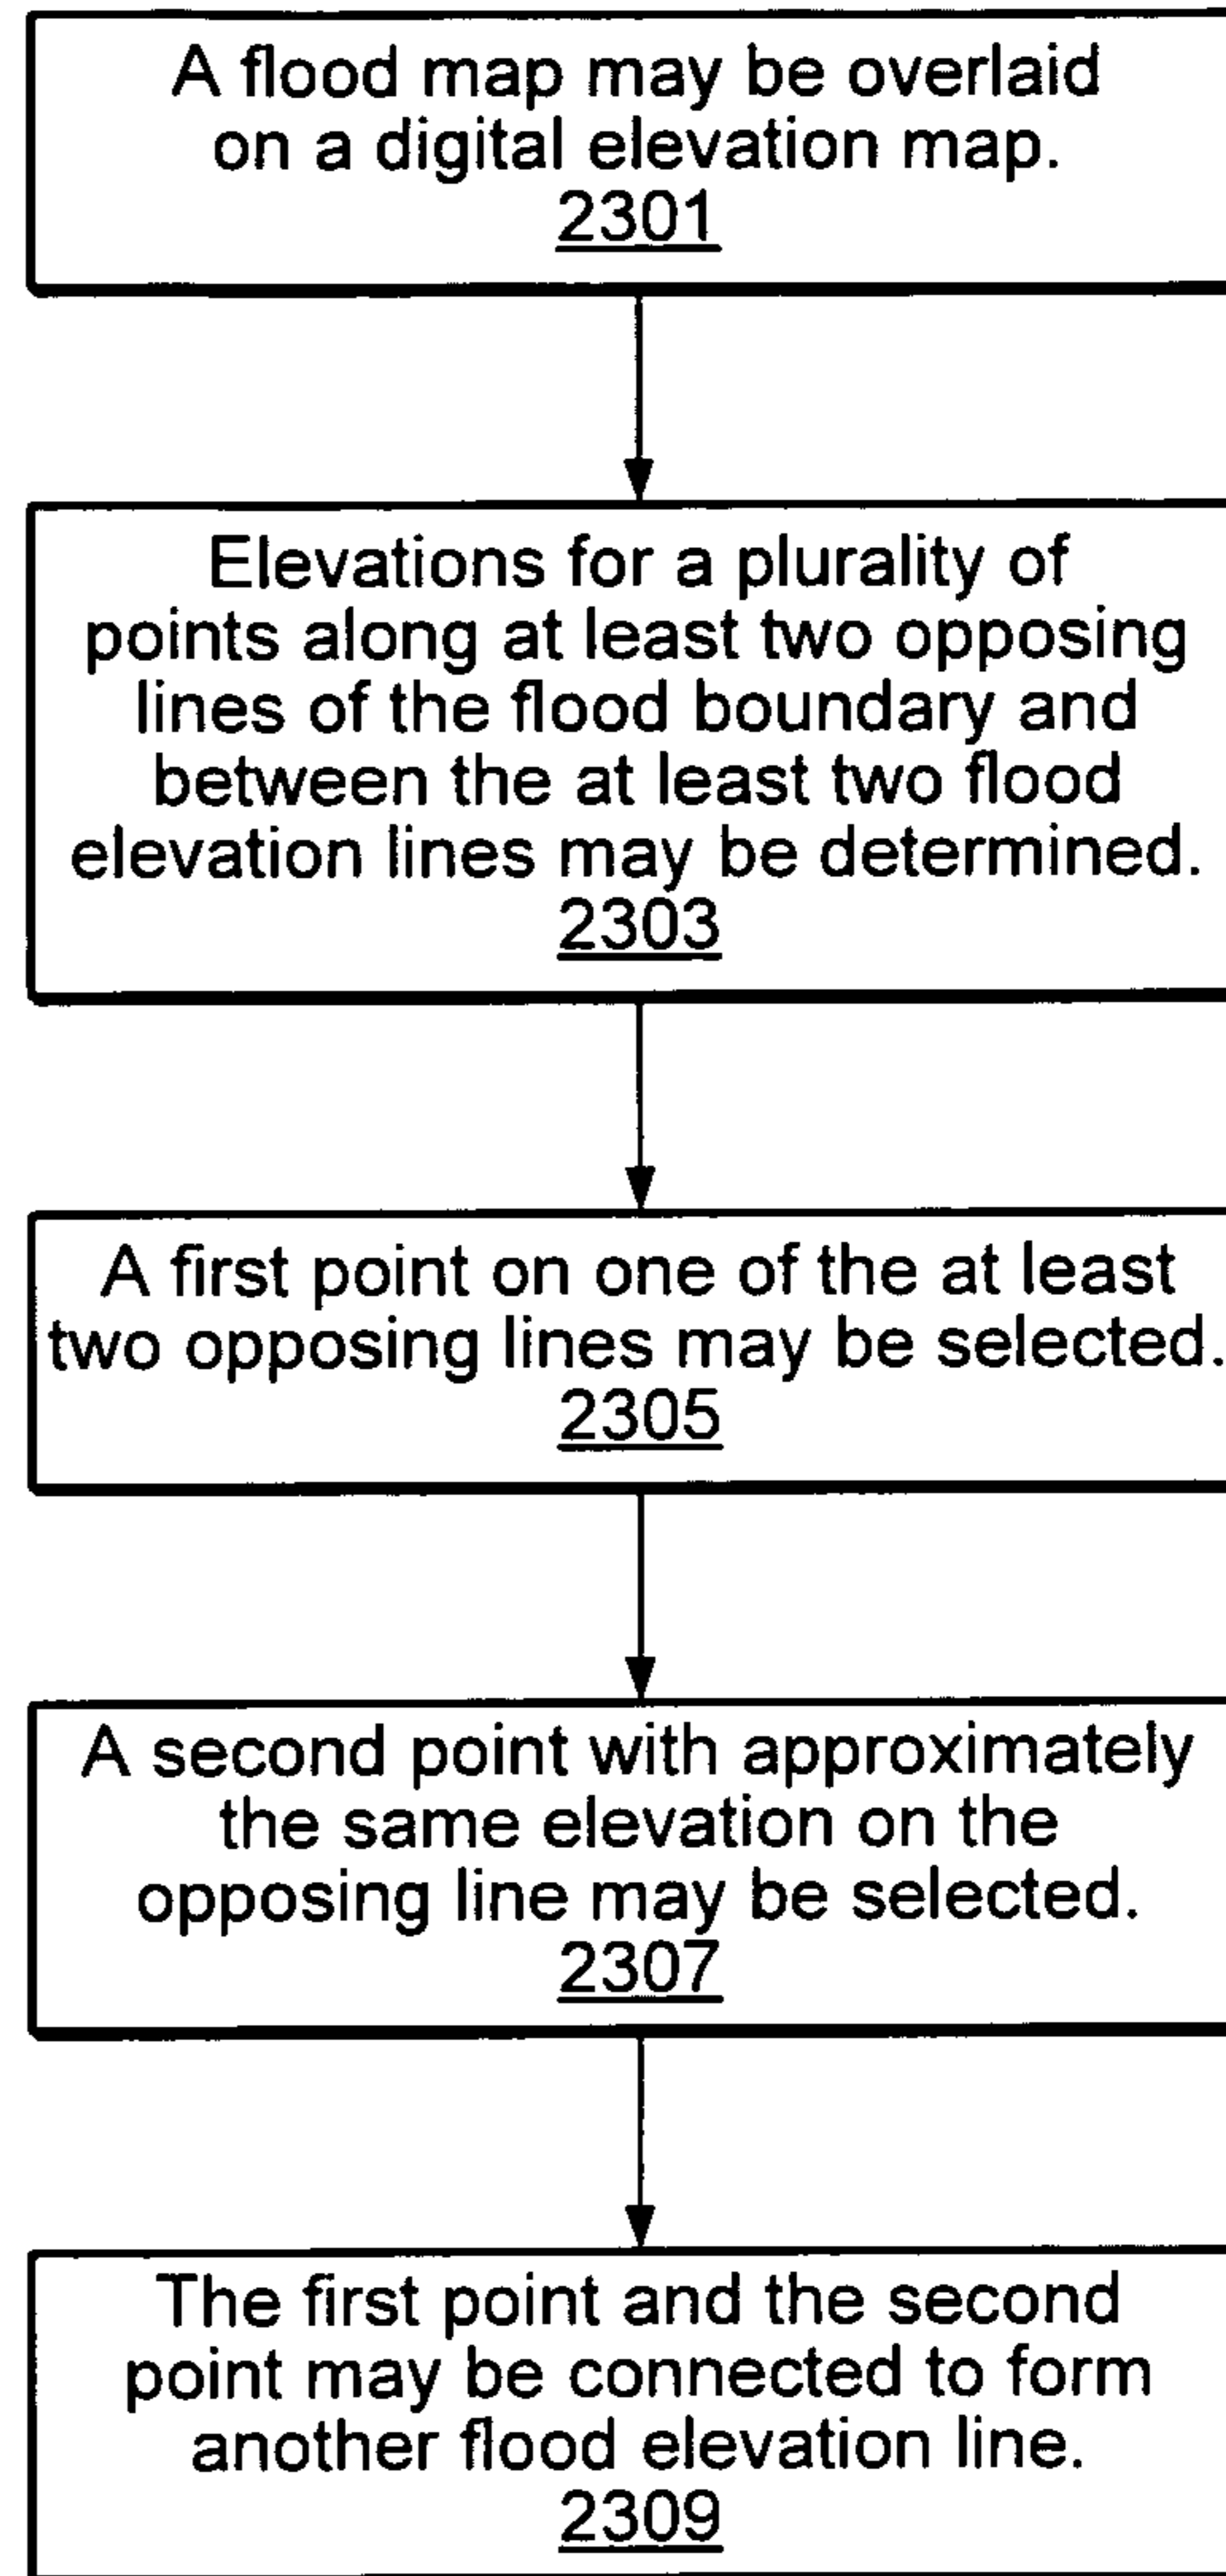 A flood map may be overlaid
on a digital elevation map.
2301
Elevations for a plurality of
points along at least two opposing
lines of the flood boundary and
between the at least two flood
elevation lines may be determined.
2303
A first point on one of the at least
two opposing lines may be selected.
2305
A second point with approximately
the same elevation on the
opposing line may be selected.
2307
The first point and the second
point may be connected to form
another flood elevation line.
2309